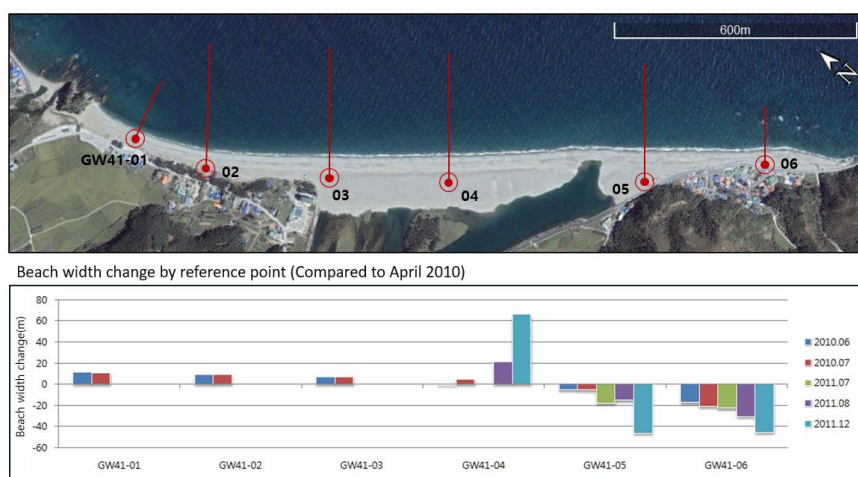 600m
N
GW41-01
02
03
04
05
06
Beach width change by reference point (Compared to April 2010)
Beach width change(m)
80
60
40
20
0
-20
-40
-60
GW41-01
GW41-02
GW41-03
GW41-04
GW41-05
GW41-06
2010.06
2010.07
2011.07
2011.08
2011.12